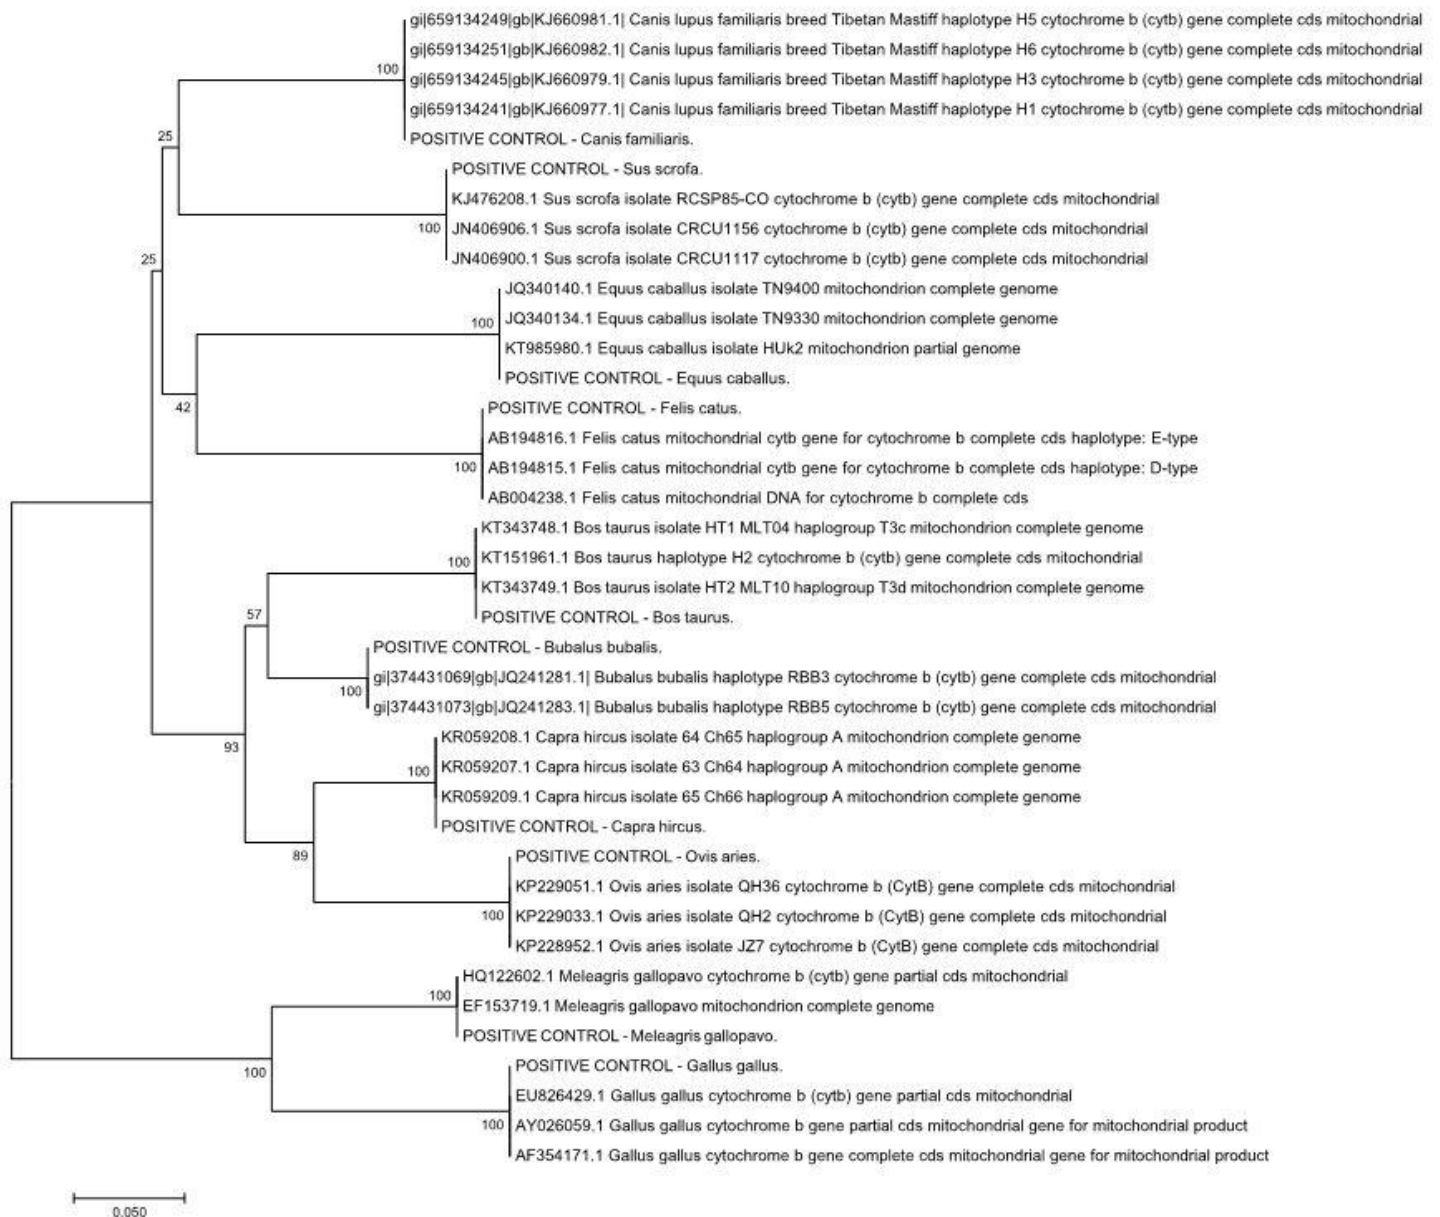 gi|659134249|gb|KJ660981.1| Canis lupus familiaris breed Tibetan Mastiff haplotype H5 cytochrome b (cytb) gene complete cds mitochondrial
gi|659134251|gb|KJ660982.1| Canis lupus familiaris breed Tibetan Mastiff haplotype H6 cytochrome b (cytb) gene complete cds mitochondrial
100
gi|659134245|gb|KJ660979.1| Canis lupus familiaris breed Tibetan Mastiff haplotype H3 cytochrome b (cytb) gene complete cds mitochondrial
gi|659134241|gb|KJ660977.1| Canis lupus familiaris breed Tibetan Mastiff haplotype H1 cytochrome b (cytb) gene complete cds mitochondrial
25
POSITIVE CONTROL - Canis familiaris.
POSITIVE CONTROL - Sus scrofa.
KJ476208.1 Sus scrofa isolate RCSP85-CO cytochrome b (cytb) gene complete cds mitochondrial
100
JN406906.1 Sus scrofa isolate CRCU1156 cytochrome b (cytb) gene complete cds mitochondrial
25
JN406900.1 Sus scrofa isolate CRCU1117 cytochrome b (cytb) gene complete cds mitochondrial
JQ340140.1 Equus caballus isolate TN9400 mitochondrion complete genome
100
JQ340134.1 Equus caballus isolate TN9330 mitochondrion complete genome
KT985980.1 Equus caballus isolate HUk2 mitochondrion partial genome
POSITIVE CONTROL - Equus caballus.
42
POSITIVE CONTROL - Felis catus.
AB194816.1 Felis catus mitochondrial cytb gene for cytochrome b complete cds haplotype: E-type
100
AB194815.1 Felis catus mitochondrial cytb gene for cytochrome b complete cds haplotype: D-type
AB004238.1 Felis catus mitochondrial DNA for cytochrome b complete cds
KT343748.1 Bos taurus isolate HT1 MLT04 haplogroup T3c mitochondrion complete genome
100
KT151961.1 Bos taurus haplotype H2 cytochrome b (cytb) gene complete cds mitochondrial
KT343749.1 Bos taurus isolate HT2 MLT10 haplogroup T3d mitochondrion complete genome
57
POSITIVE CONTROL - Bos taurus.
POSITIVE CONTROL - Bubalus bubalis.
gi|374431069|gb|JQ241281.1| Bubalus bubalis haplotype RBB3 cytochrome b (cytb) gene complete cds mitochondrial
100
gi|374431073|gb|JQ241283.1| Bubalus bubalis haplotype RBB5 cytochrome b (cytb) gene complete cds mitochondrial
93
KR059208.1 Capra hircus isolate 64 Ch65 haplogroup A mitochondrion complete genome
100
KR059207.1 Capra hircus isolate 63 Ch64 haplogroup A mitochondrion complete genome
KR059209.1 Capra hircus isolate 65 Ch66 haplogroup A mitochondrion complete genome
POSITIVE CONTROL - Capra hircus.
89
POSITIVE CONTROL - Ovis aries.
KP229051.1 Ovis aries isolate QH36 cytochrome b (CytB) gene complete cds mitochondrial
100
KP229033.1 Ovis aries isolate QH2 cytochrome b (CytB) gene complete cds mitochondrial
KP228952.1 Ovis aries isolate JZ7 cytochrome b (CytB) gene complete cds mitochondrial
HQ122602.1 Meleagris gallopavo cytochrome b (cytb) gene partial cds mitochondrial
100
EF153719.1 Meleagris gallopavo mitochondrion complete genome
POSITIVE CONTROL - Meleagris gallopavo.
100
POSITIVE CONTROL - Gallus gallus.
EU826429.1 Gallus gallus cytochrome b (cytb) gene partial cds mitochondrial
100
AY026059.1 Gallus gallus cytochrome b gene partial cds mitochondrial gene for mitochondrial product
AF354171.1 Gallus gallus cytochrome b gene complete cds mitochondrial gene for mitochondrial product
0.050